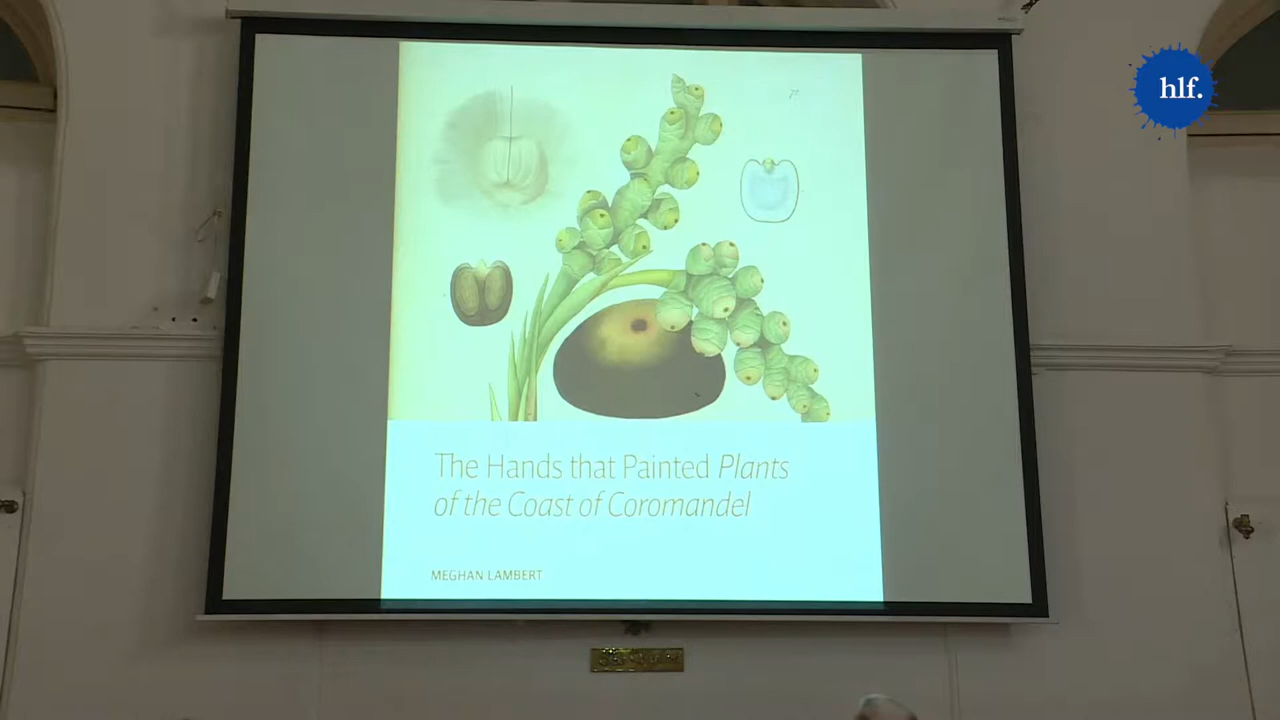 hlf.
The Hands that Painted Plants
of the Coast of Coromandel
MEGHAN LAMBERT